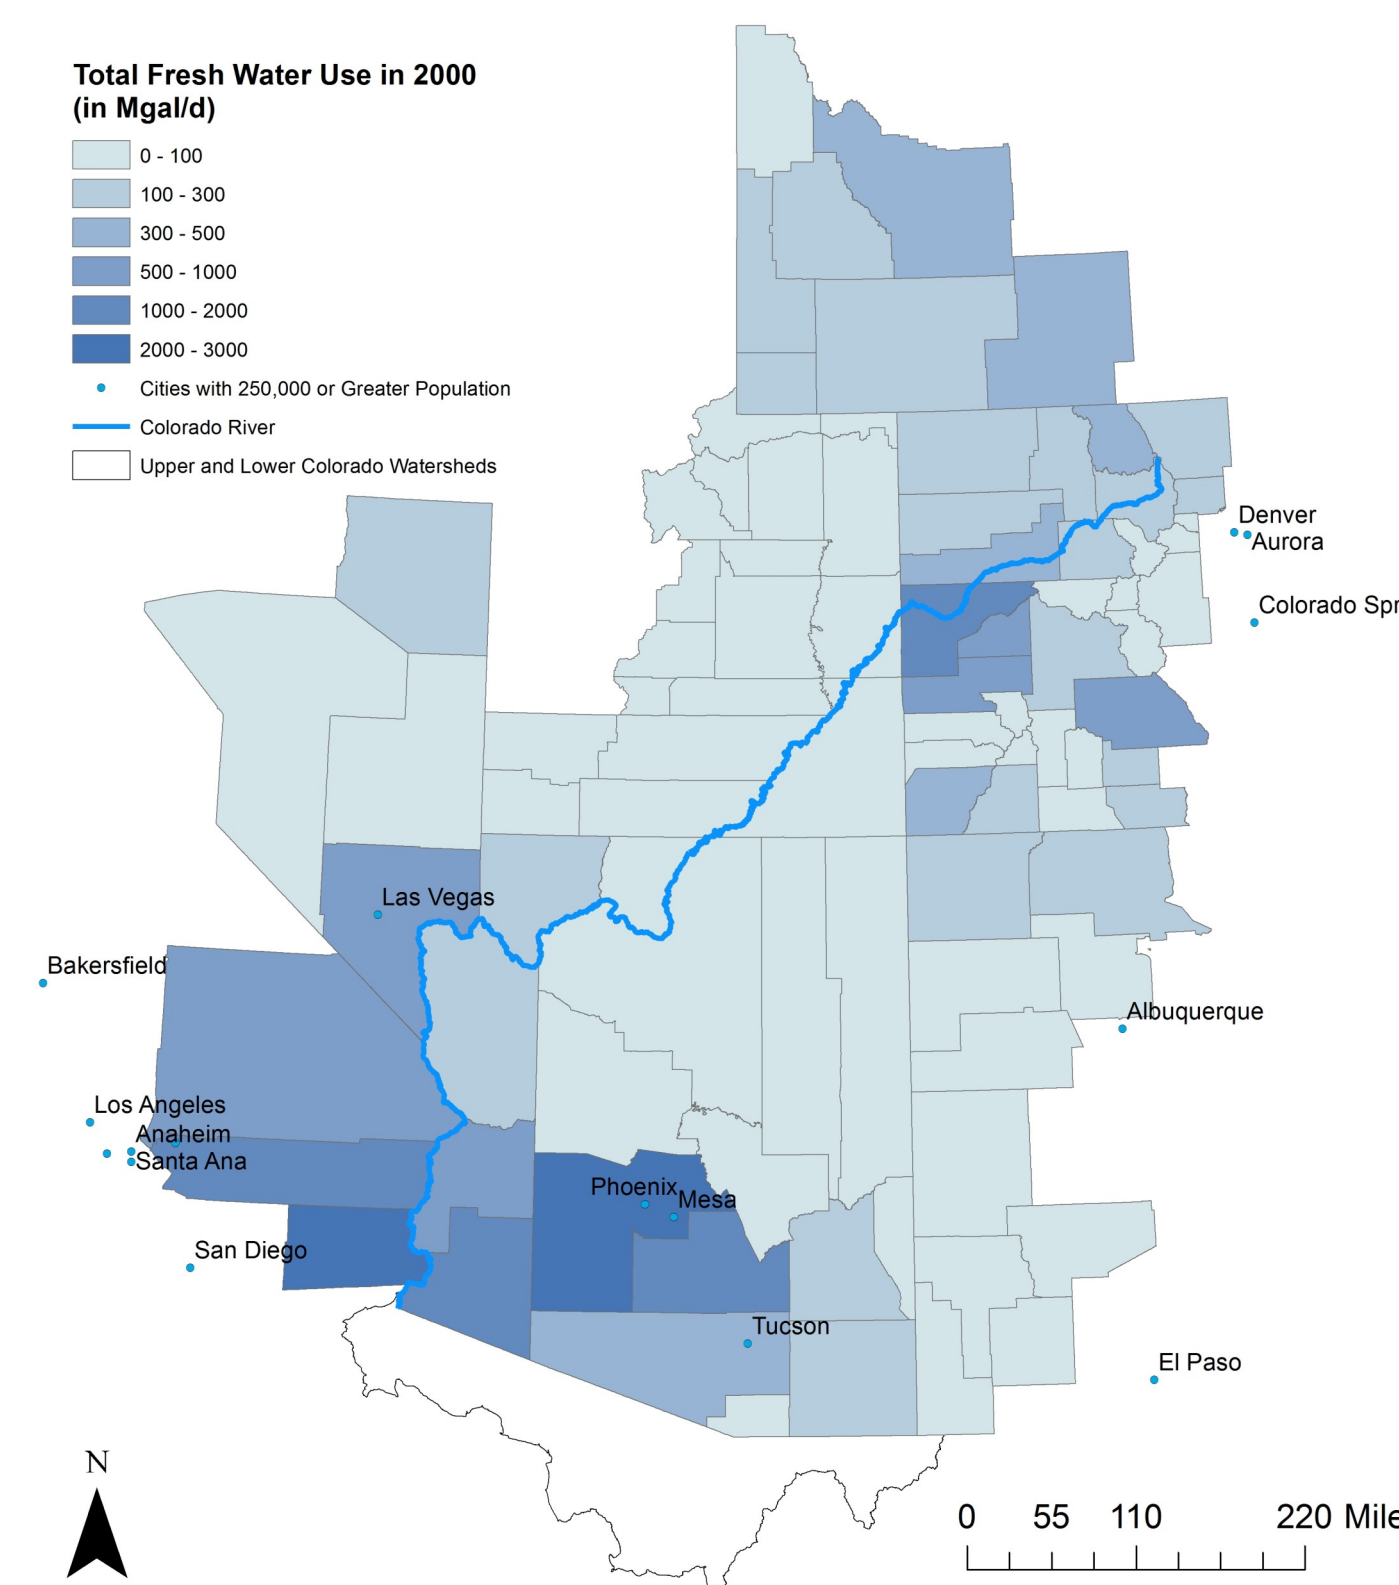 Total Fresh Water Use in 2000
(in Mgal/d)
0 - 100
100 - 300
300 - 500
500 - 1000
1000 - 2000
2000 - 3000
Cities with 250,000 or Greater Population
Colorado River
Upper and Lower Colorado Watersheds
Denver
Aurora
Colorado Spr
Las Vegas
Bakersfield
Albuquerque
Los Angeles
Anaheim
Santa Ana
Phoenix
Mesa
San Diego
Tucson
El Paso
N
0 55 110 220 Mile